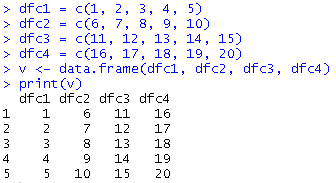 > dfc1 = c(1, 2, 3, 4, 5)
> dfc2 = c(6, 7, 8, 9, 10)
> dfc3 = c(11, 12, 13, 14, 15)
> dfc4 = c(16, 17, 18, 19, 20)
> v <- data.frame(dfc1, dfc2, dfc3, dfc4)
> print(v)
  dfc1 dfc2 dfc3 dfc4
1    1    6   11   16
2    2    7   12   17
3    3    8   13   18
4    4    9   14   19
5    5   10   15   20